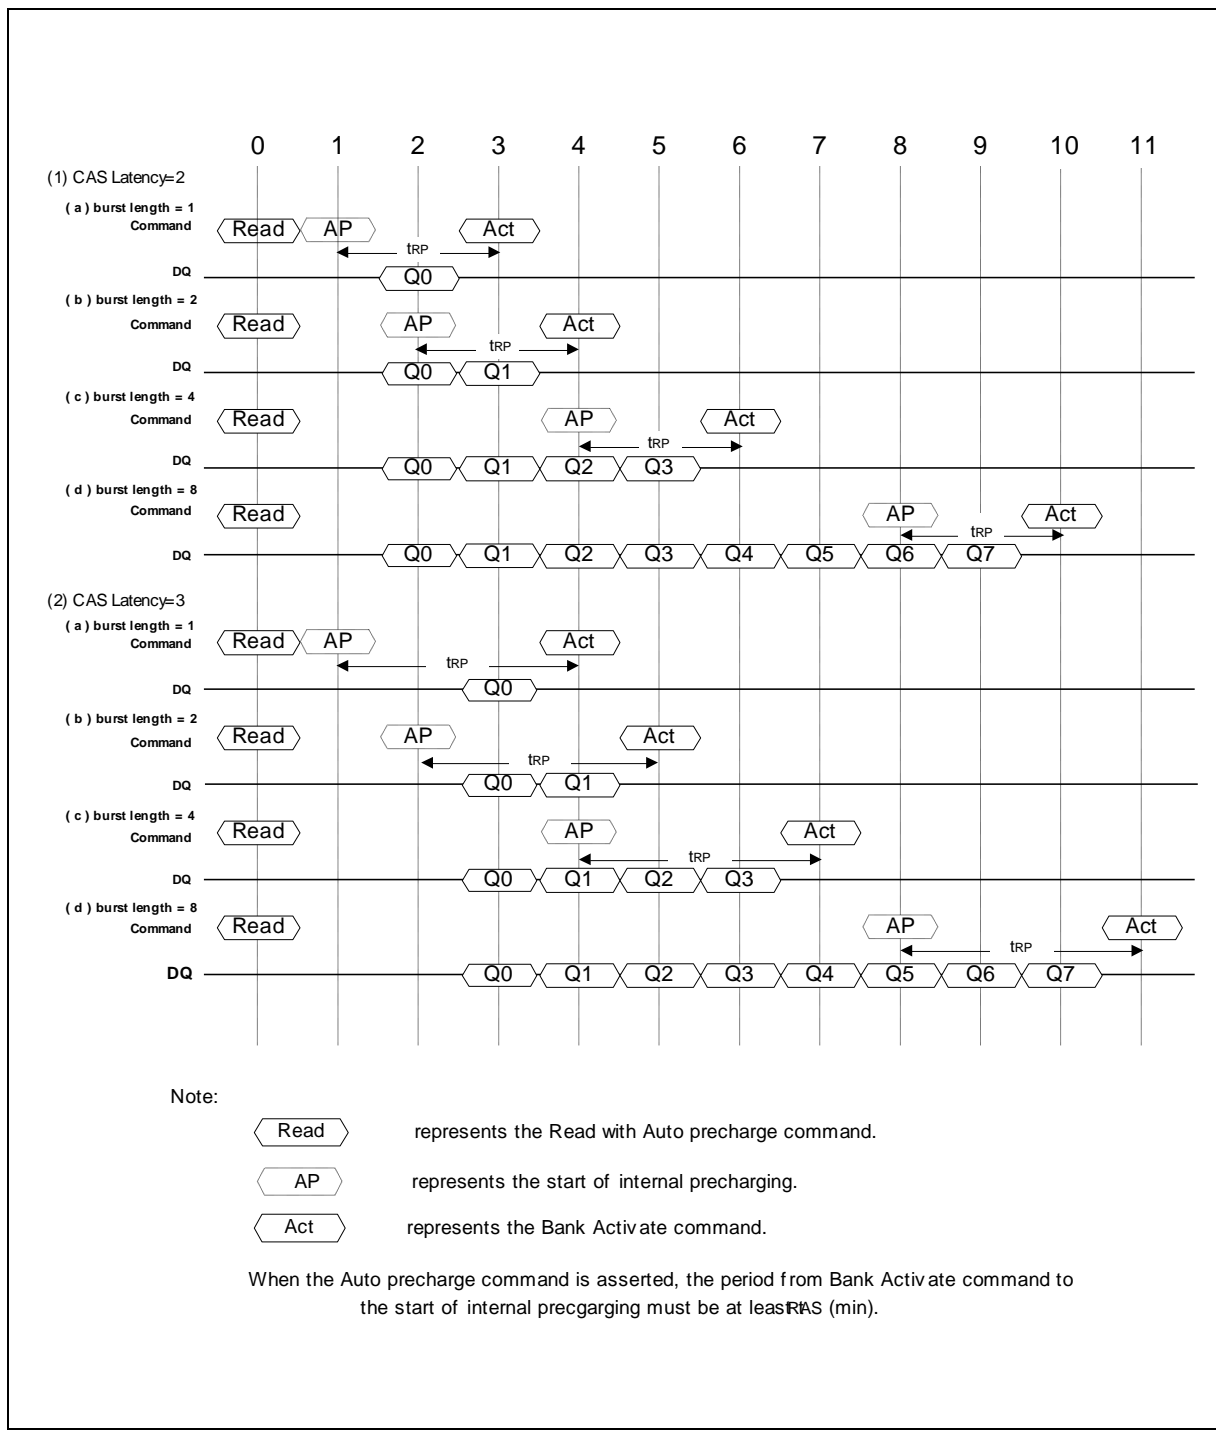 0 1 2 3 4 5 6 7 8 9 10 11
(1) CAS Latency=2
( a ) burst length = 1
Command Read AP Act
tRP
DQ Q0
( b ) burst length = 2
Command Read AP Act
tRP
DQ Q0 Q1
( c ) burst length = 4
Command Read AP Act
tRP
DQ Q0 Q1 Q2 Q3
( d ) burst length = 8
Command Read AP Act
tRP
DQ Q0 Q1 Q2 Q3 Q4 Q5 Q6 Q7
(2) CAS Latency=3
( a ) burst length = 1
Command Read AP Act
tRP
DQ Q0
( b ) burst length = 2
Command Read AP Act
tRP
DQ Q0 Q1
( c ) burst length = 4
Command Read AP Act
tRP
DQ Q0 Q1 Q2 Q3
( d ) burst length = 8
Command Read AP Act
tRP
DQ Q0 Q1 Q2 Q3 Q4 Q5 Q6 Q7
Note:
Read represents the Read with Auto precharge command.
AP represents the start of internal precharging.
Act represents the Bank Activate command.
When the Auto precharge command is asserted, the period from Bank Activate command to
the start of internal precgarging must be at least tRAS (min).